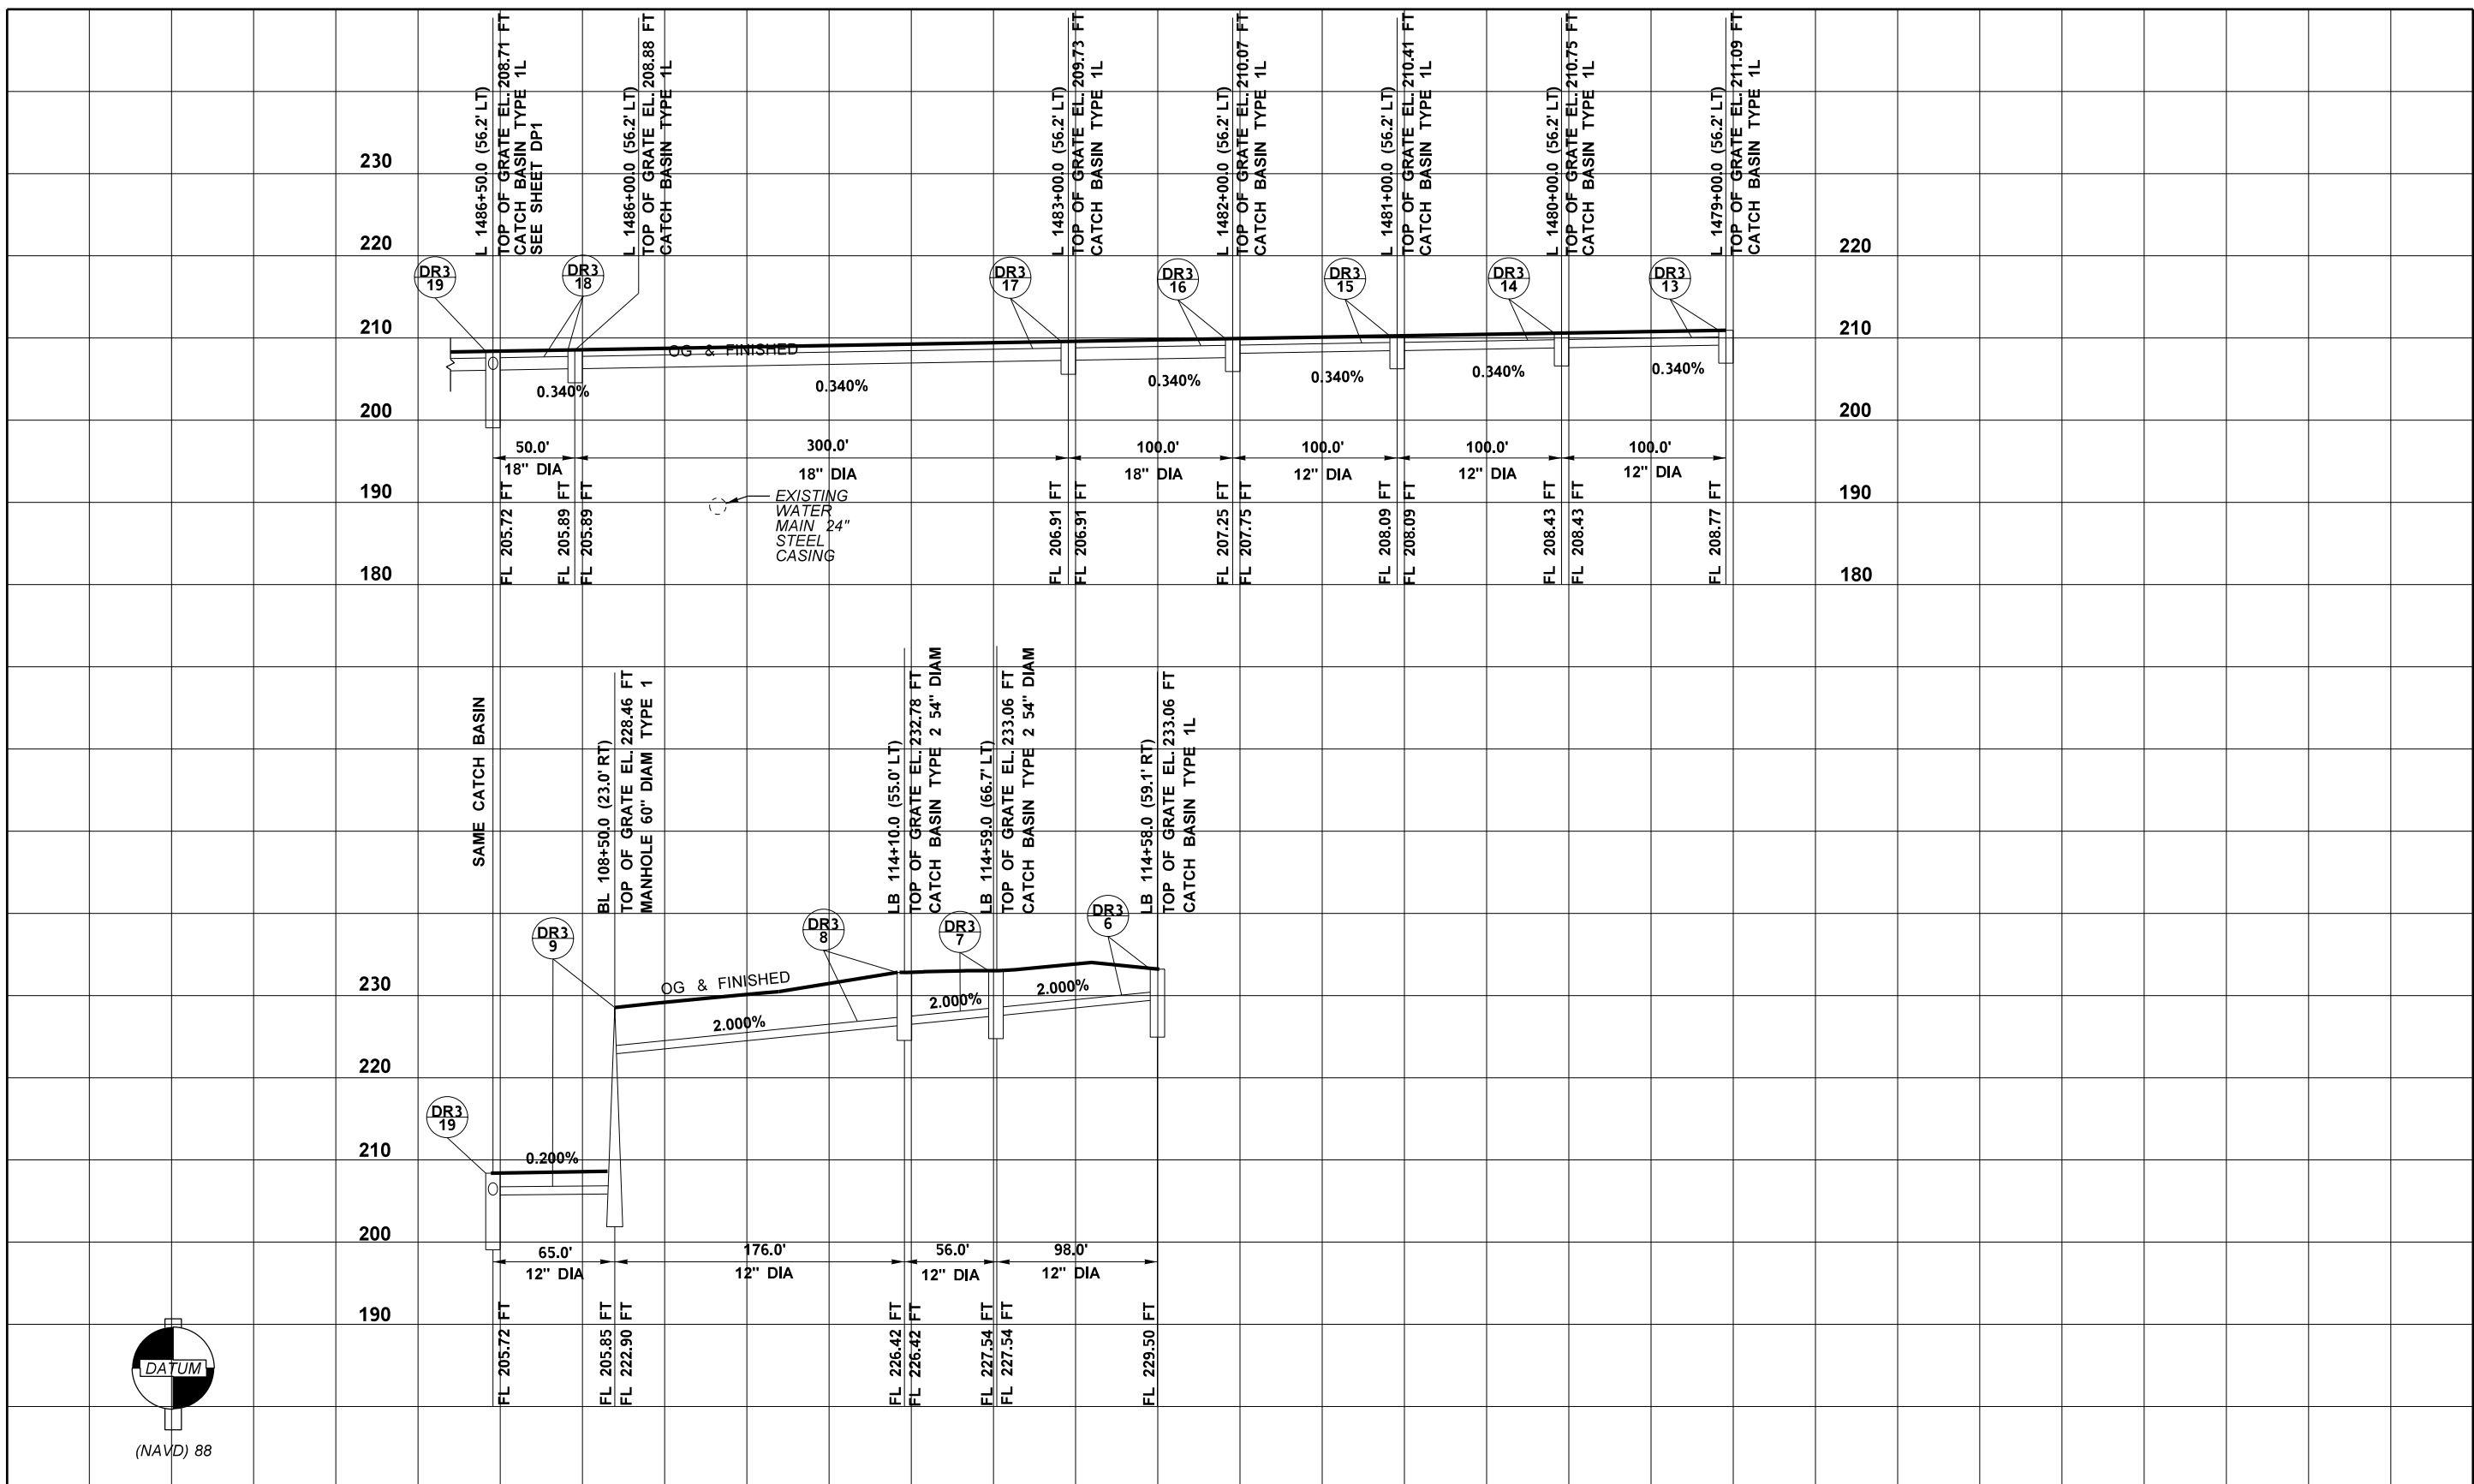 L 1486+50.0 (56.2' LT)
TOP OF GRATE EL. 208.71 FT
CATCH BASIN TYPE 1L
SEE SHEET DP1
L 1486+00.0 (56.2' LT)
TOP OF GRATE EL. 208.88 FT
CATCH BASIN TYPE 1L
L 1483+00.0 (56.2' LT)
TOP OF GRATE EL. 209.73 FT
CATCH BASIN TYPE 1L
L 1482+00.0 (56.2' LT)
TOP OF GRATE EL. 210.07 FT
CATCH BASIN TYPE 1L
L 1481+00.0 (56.2' LT)
TOP OF GRATE EL. 210.41 FT
CATCH BASIN TYPE 1L
L 1480+00.0 (56.2' LT)
TOP OF GRATE EL. 210.75 FT
CATCH BASIN TYPE 1L
L 1479+00.0 (56.2' LT)
TOP OF GRATE EL. 211.09 FT
CATCH BASIN TYPE 1L
230
220
220
DR3
19
DR3
18
DR3
17
DR3
16
DR3
15
DR3
14
DR3
13
210
210
OG & FINISHED
0.340%
0.340%
0.340%
0.340%
0.340%
0.340%
200
200
50.0'
18" DIA
300.0'
18" DIA
100.0'
18" DIA
100.0'
12" DIA
100.0'
12" DIA
100.0'
12" DIA
190
190
EXISTING
WATER
MAIN 24"
STEEL
CASING
FL 205.72 FT
FL 205.89 FT
FL 205.89 FT
FL 206.91 FT
FL 206.91 FT
FL 207.25 FT
FL 207.75 FT
FL 208.09 FT
FL 208.09 FT
FL 208.43 FT
FL 208.43 FT
FL 208.77 FT
180
180
SAME CATCH BASIN
BL 108+50.0 (23.0' RT)
TOP OF GRATE EL. 228.46 FT
MANHOLE 60" DIAM TYPE 1
LB 114+10.0 (55.0' LT)
TOP OF GRATE EL. 232.78 FT
CATCH BASIN TYPE 2 54" DIAM
LB 114+59.0 (66.7' LT)
TOP OF GRATE EL. 233.06 FT
CATCH BASIN TYPE 2 54" DIAM
LB 114+58.0 (59.1' RT)
TOP OF GRATE EL. 233.06 FT
CATCH BASIN TYPE 1L
DR3
9
DR3
8
DR3
7
DR3
6
230
OG & FINISHED
2.000%
2.000%
2.000%
220
DR3
19
210
0.200%
200
65.0'
12" DIA
176.0'
12" DIA
56.0'
12" DIA
98.0'
12" DIA
190
FL 205.72 FT
FL 205.85 FT
FL 222.90 FT
FL 226.42 FT
FL 226.42 FT
FL 227.54 FT
FL 227.54 FT
FL 229.50 FT
DATUM
(NAVD) 88